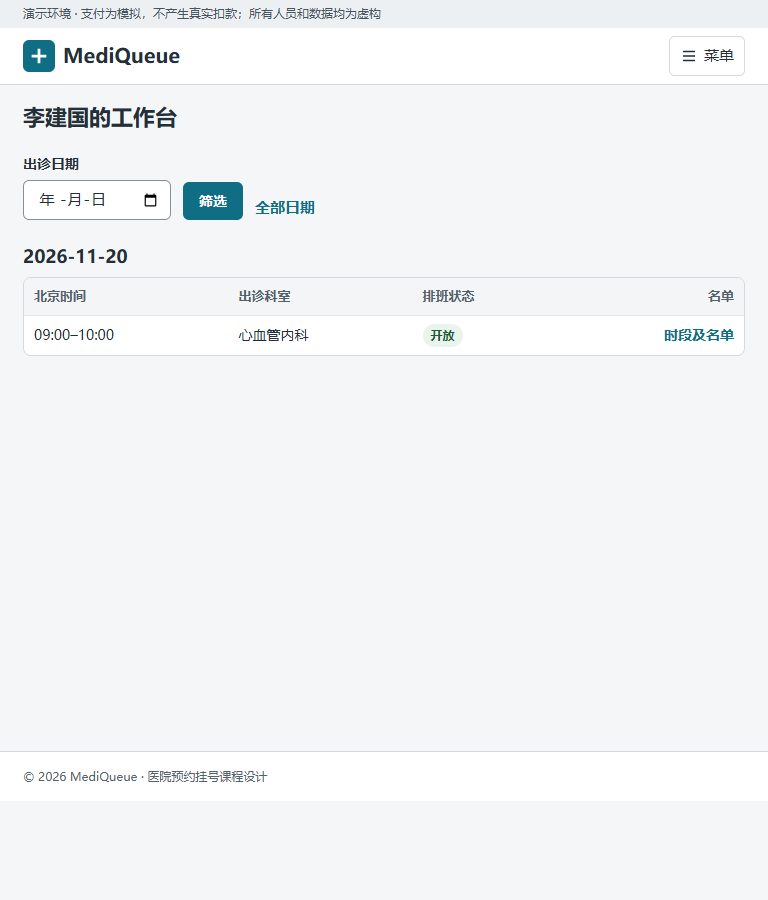 演示环境 · 支付为模拟，不产生真实扣款；所有人员和数据均为虚构
MediQueue
菜单
李建国的工作台
出诊日期
年 -月-日
筛选
全部日期
2026-11-20
北京时间 出诊科室 排班状态 名单
09:00–10:00 心血管内科 开放 时段及名单
© 2026 MediQueue · 医院预约挂号课程设计